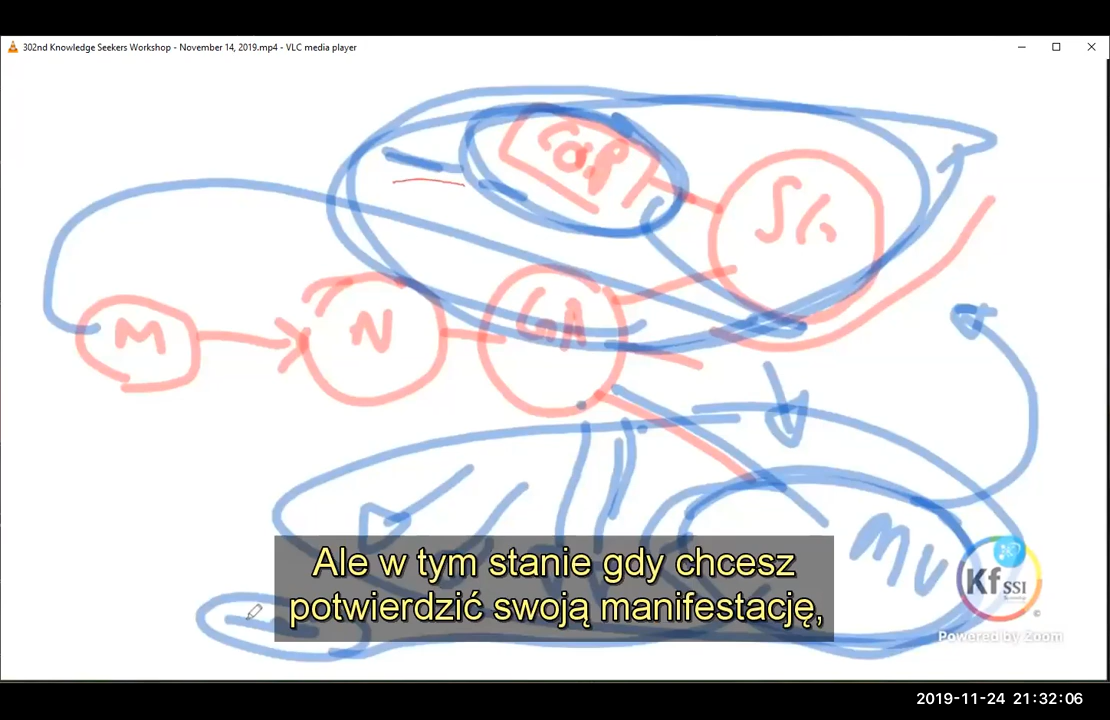 302nd Knowledge Seekers Workshop - November 14, 2019.mp4 - VLC media player
M
N
MU
Ale w tym stanie gdy chcesz
potwierdzić swoją manifestację,
Kf SSI
Powered by Zoom
2019-11-24 21:32:06